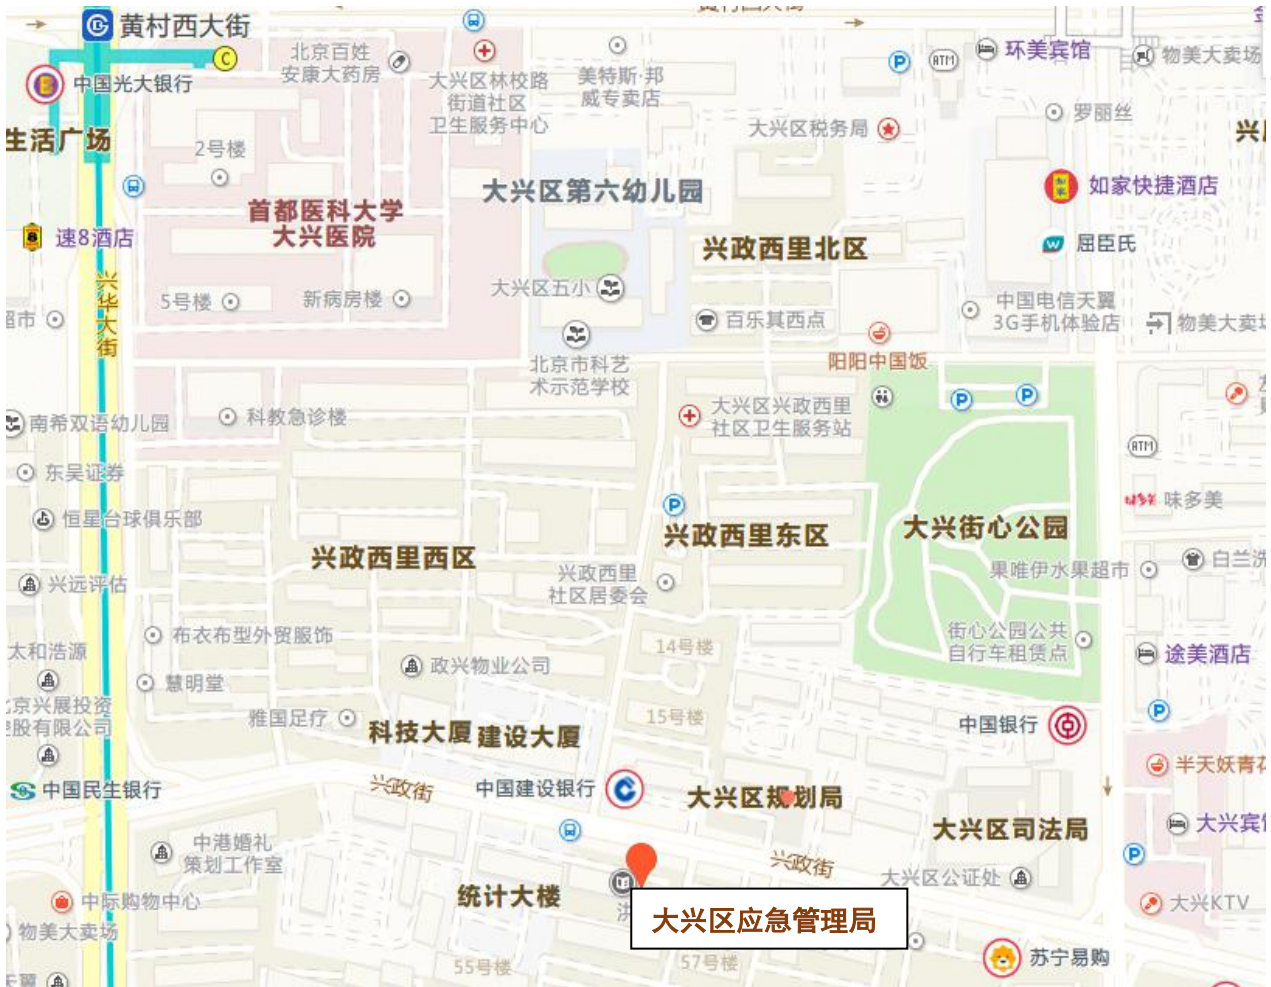 黄村西大街
C
中国光大银行
生活广场
北京百姓
安康大药房
大兴区林校路
街道社区
卫生服务中心
美特斯·邦
威专卖店
P
ATM
环美宾馆
物美大卖场
罗丽丝
大兴区税务局
2号楼
首都医科大学
大兴医院
大兴区第六幼儿园
如家快捷酒店
速8酒店
屈臣氏
兴政西里北区
兴华大街
5号楼
新病房楼
大兴区五小
中国电信天翼
3G手机体验店
物美大卖场
百乐其西点
北京市科艺
术示范学校
阳阳中国饭
P
P
科教急诊楼
大兴区兴政西里
社区卫生服务站
南希双语幼儿园
ATM
东吴证券
味多美
味多美
恒星台球俱乐部
P
兴政西里东区
大兴街心公园
兴政西里西区
兴政西里
社区居委会
果唯伊水果超市
白兰洗
兴远评估
布衣布型外贸服饰
街心公园公共
自行车租赁点
14号楼
太和浩源
政兴物业公司
途美酒店
慧明堂
京兴展投资
股有限公司
雅国足疗
15号楼
科技大厦
建设大厦
中国银行
P
半天妖青花
中国民生银行
兴政街
中国建设银行
大兴区规划局
大兴区司法局
大兴宾馆
中港婚礼
策划工作室
P
兴政街
大兴区公证处
统计大楼
中际购物中心
大兴KTV
大兴区应急管理局
物美大卖场
55号楼
57号楼
苏宁易购